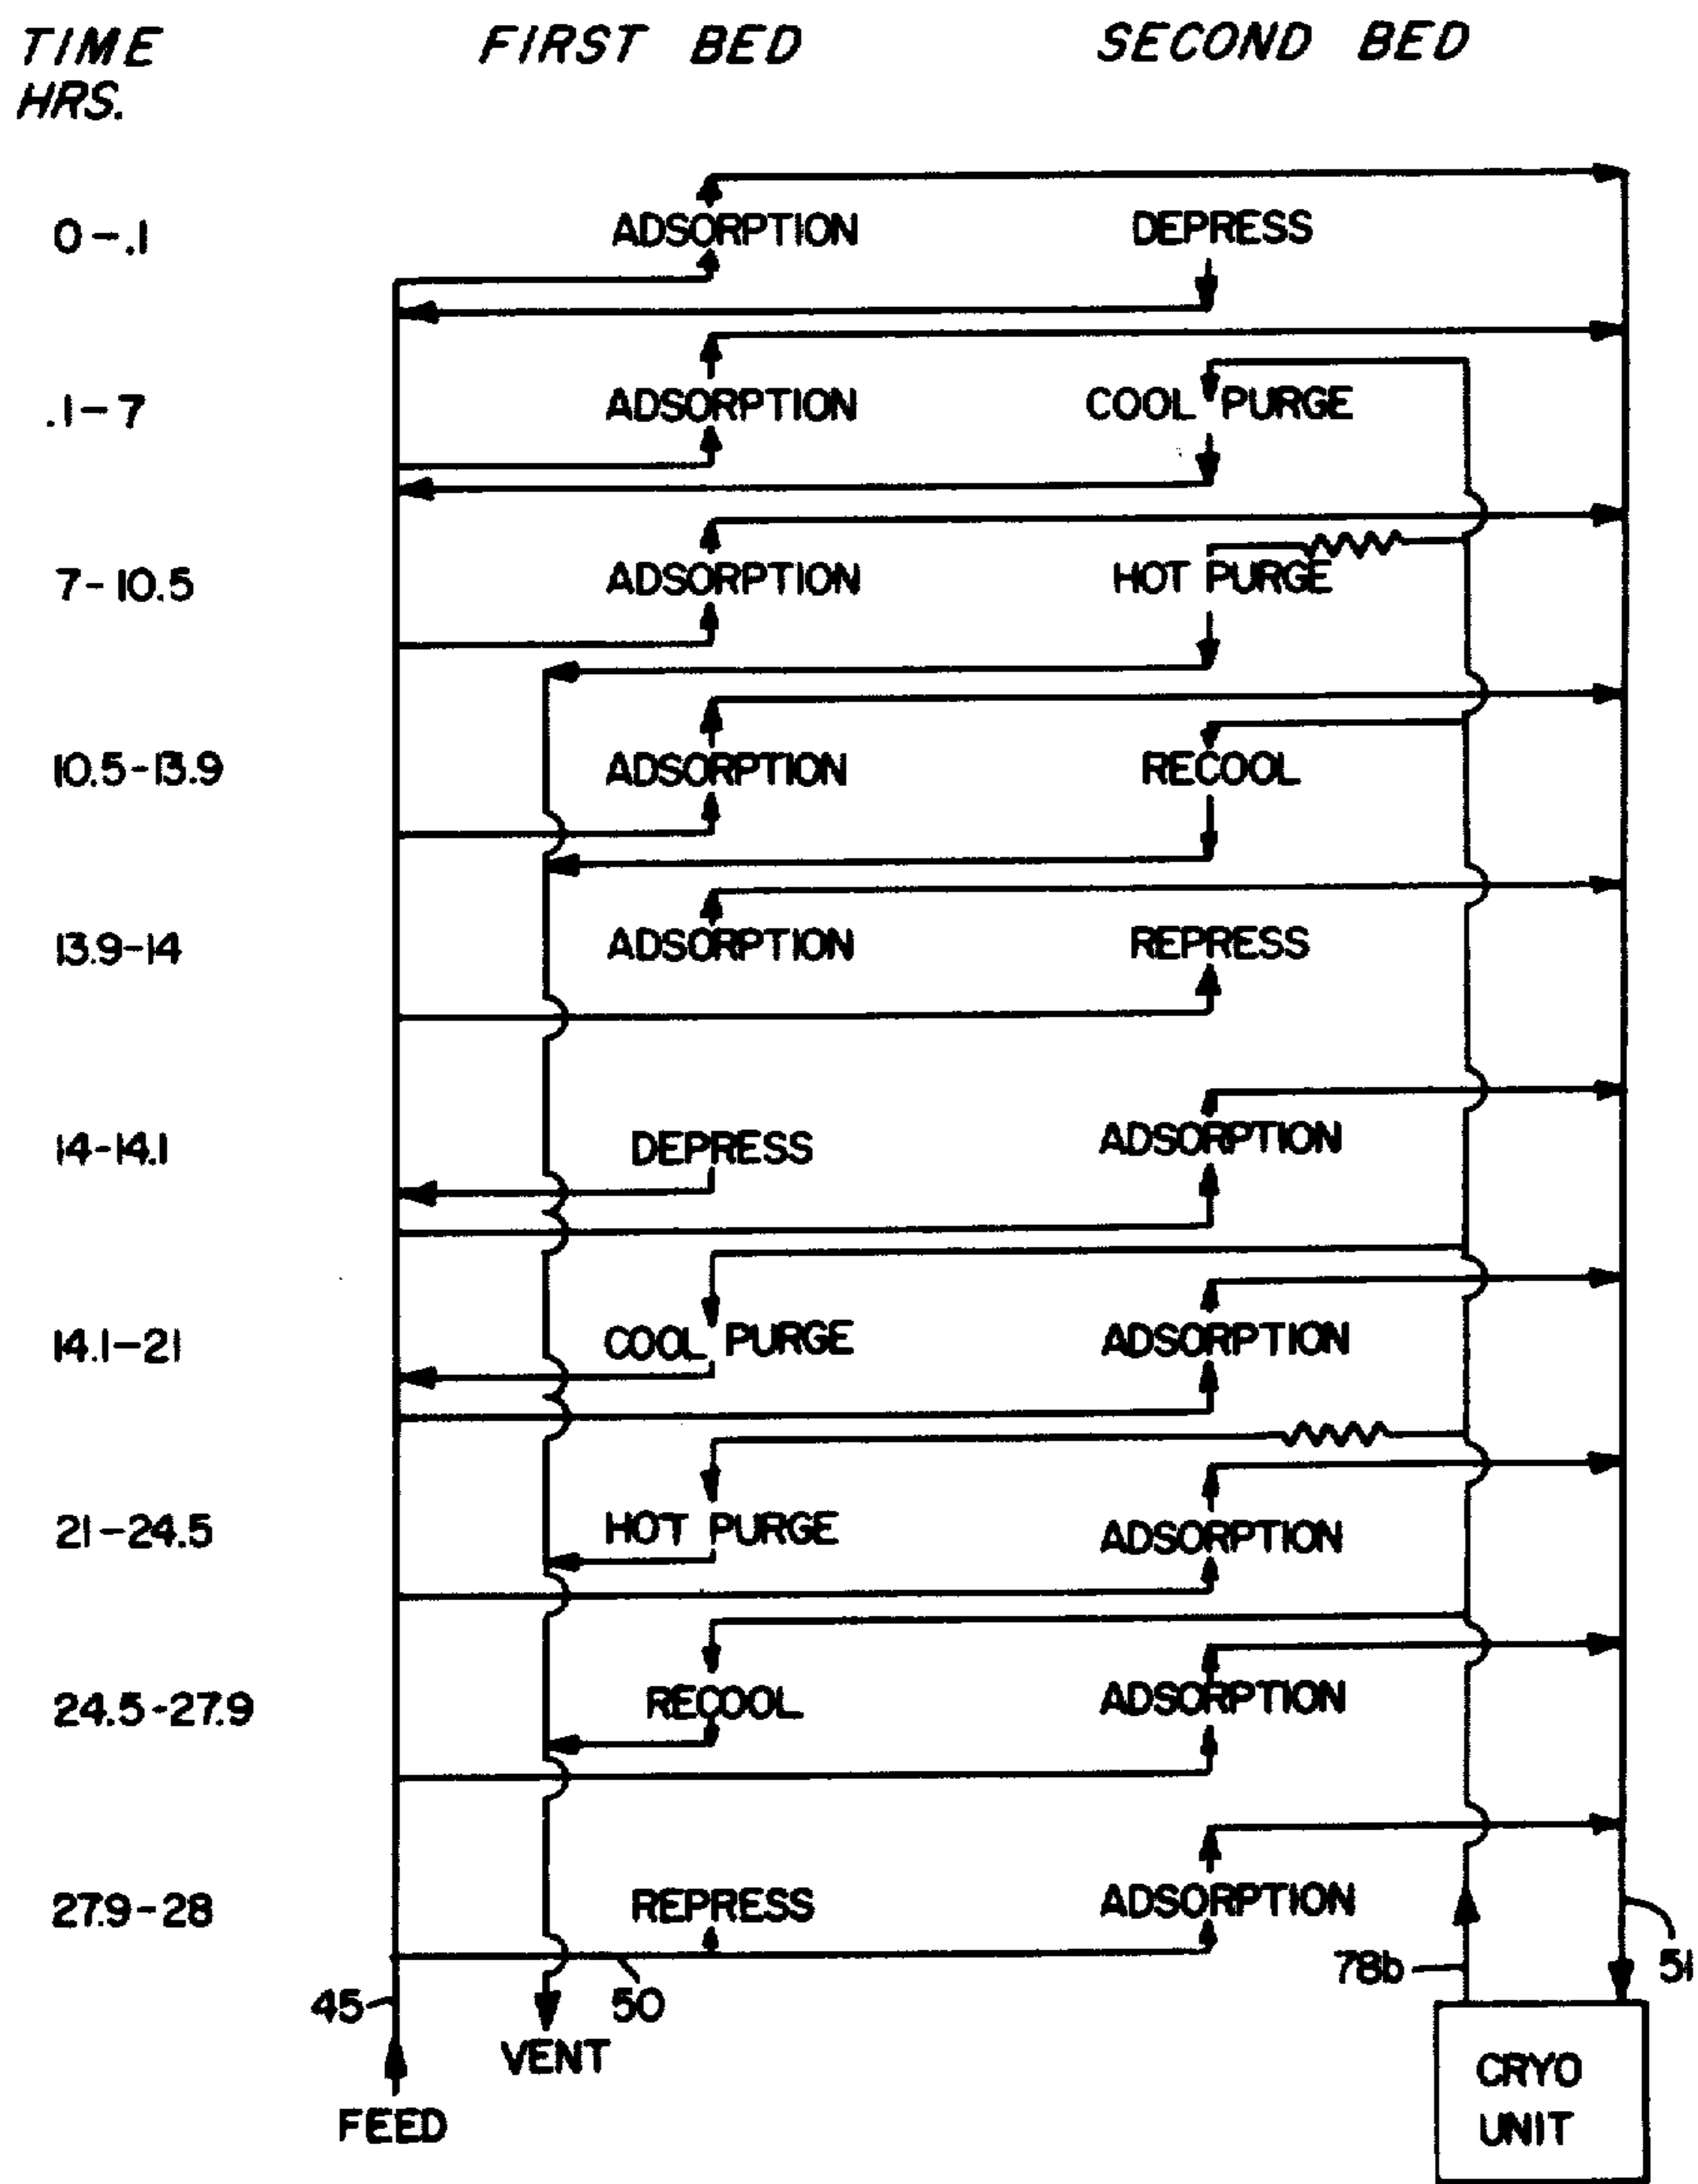 TIME FIRST BED SECOND BED
HRS.
0-.1 ADSORPTION DEPRESS
.1-7 ADSORPTION COOL PURGE
7-10.5 ADSORPTION HOT PURGE
10.5-13.9 ADSORPTION RECOOL
13.9-14 ADSORPTION REPRESS
14-14.1 DEPRESS ADSORPTION
14.1-21 COOL PURGE ADSORPTION
21-24.5 HOT PURGE ADSORPTION
24.5-27.9 RECOOL ADSORPTION
27.9-28 REPRESS ADSORPTION
45 50 78b 51
VENT
FEED
CRYO
UNIT